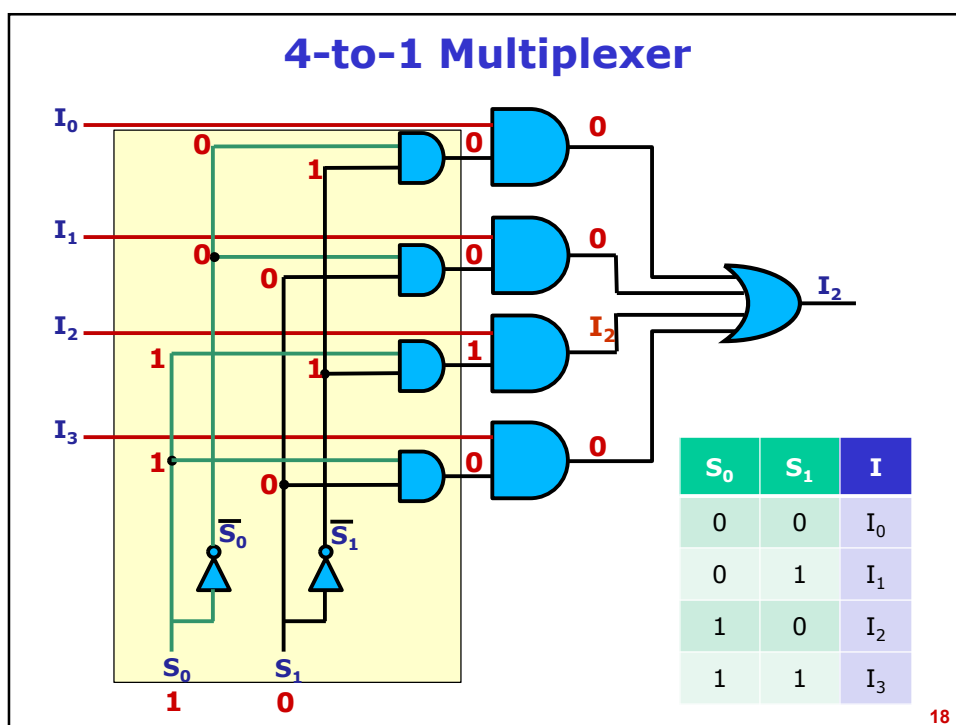 4-to-1 Multiplexer
I₀ 0 0 0
1
I₁ 0 0 0
0
I₂ 1 1 I₂ I₂
1
I₃ 1 0 0
0
S̅₀ S̅₁
S₀ S₁
1 0
S₀ S₁ I
0 0 I₀
0 1 I₁
1 0 I₂
1 1 I₃
18